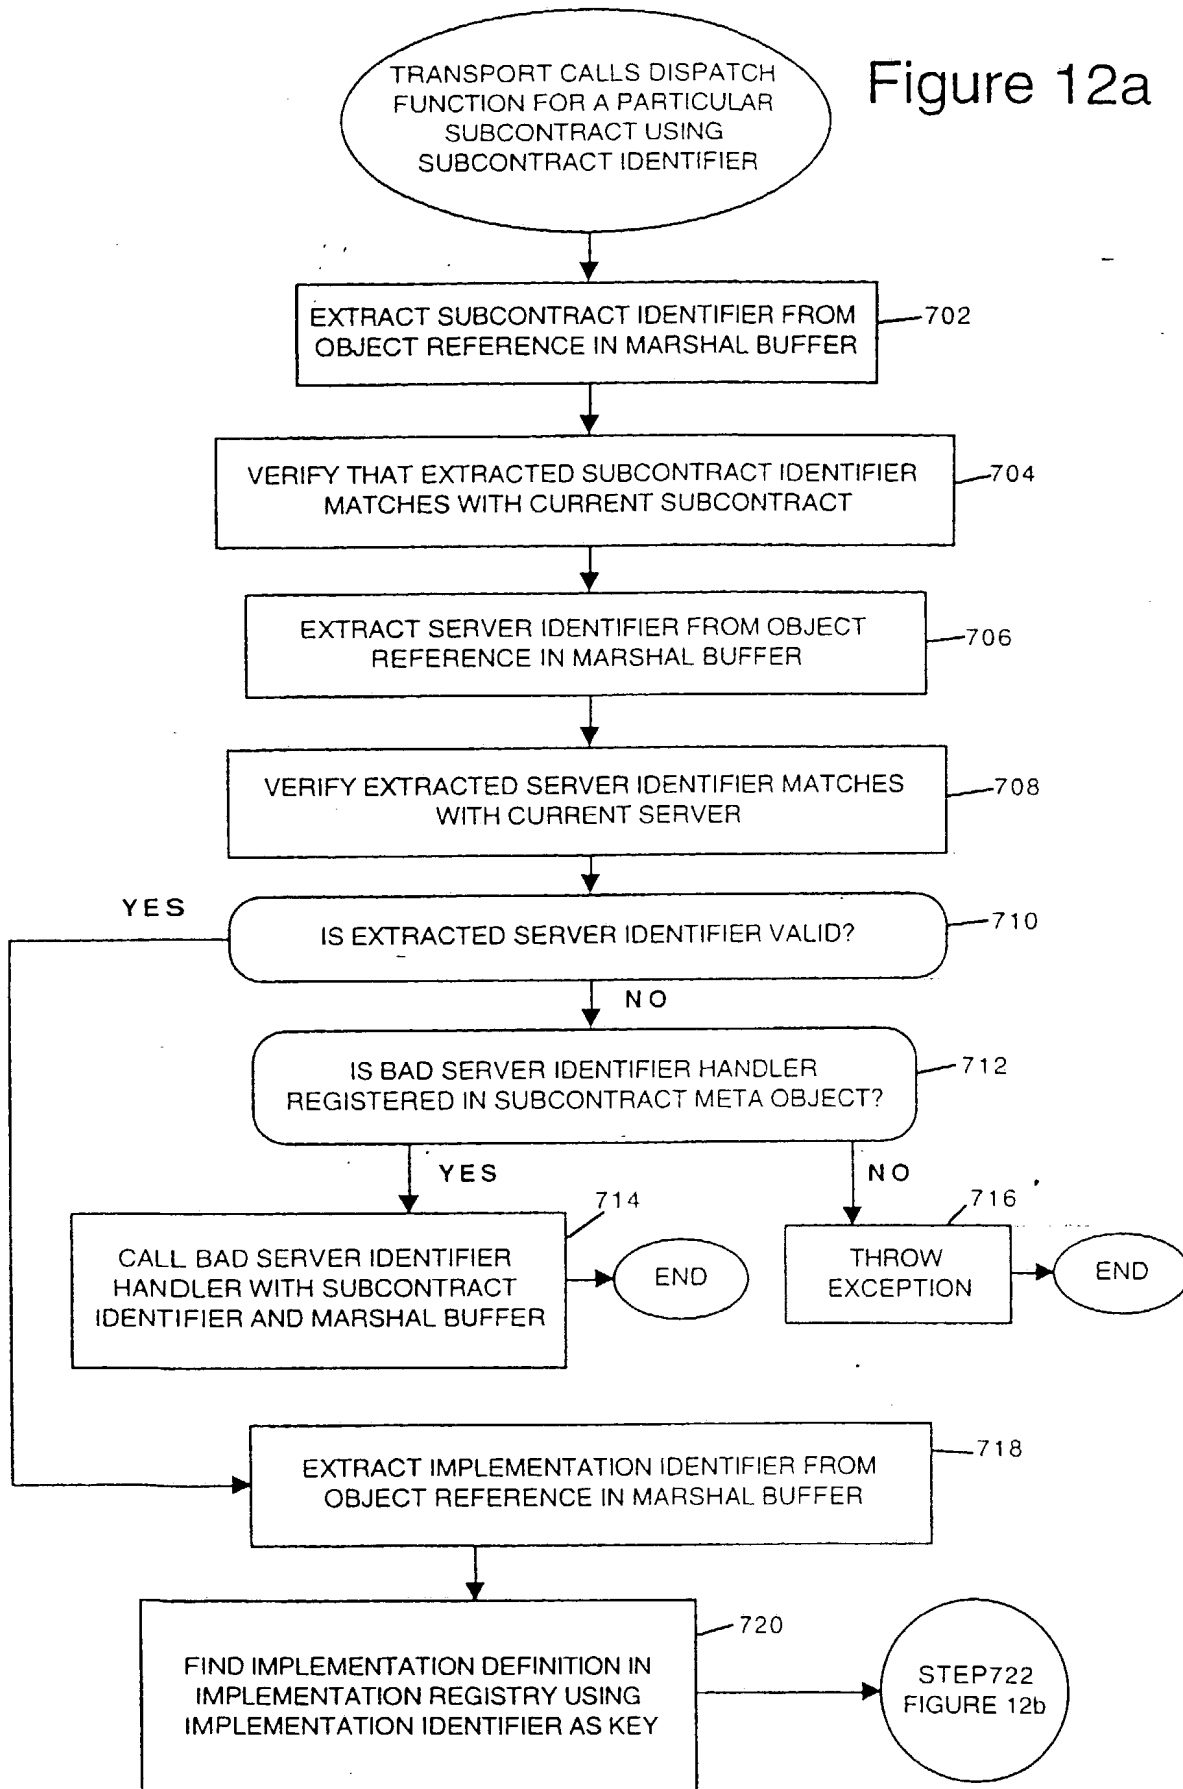 Figure 12a
TRANSPORT CALLS DISPATCH
FUNCTION FOR A PARTICULAR
SUBCONTRACT USING
SUBCONTRACT IDENTIFIER
EXTRACT SUBCONTRACT IDENTIFIER FROM
OBJECT REFERENCE IN MARSHAL BUFFER
702
VERIFY THAT EXTRACTED SUBCONTRACT IDENTIFIER
MATCHES WITH CURRENT SUBCONTRACT
704
EXTRACT SERVER IDENTIFIER FROM OBJECT
REFERENCE IN MARSHAL BUFFER
706
VERIFY EXTRACTED SERVER IDENTIFIER MATCHES
WITH CURRENT SERVER
708
YES
IS EXTRACTED SERVER IDENTIFIER VALID?
710
NO
IS BAD SERVER IDENTIFIER HANDLER
REGISTERED IN SUBCONTRACT META OBJECT?
712
YES
NO
714
CALL BAD SERVER IDENTIFIER
HANDLER WITH SUBCONTRACT
IDENTIFIER AND MARSHAL BUFFER
END
716
THROW
EXCEPTION
END
EXTRACT IMPLEMENTATION IDENTIFIER FROM
OBJECT REFERENCE IN MARSHAL BUFFER
718
FIND IMPLEMENTATION DEFINITION IN
IMPLEMENTATION REGISTRY USING
IMPLEMENTATION IDENTIFIER AS KEY
720
STEP722
FIGURE 12b